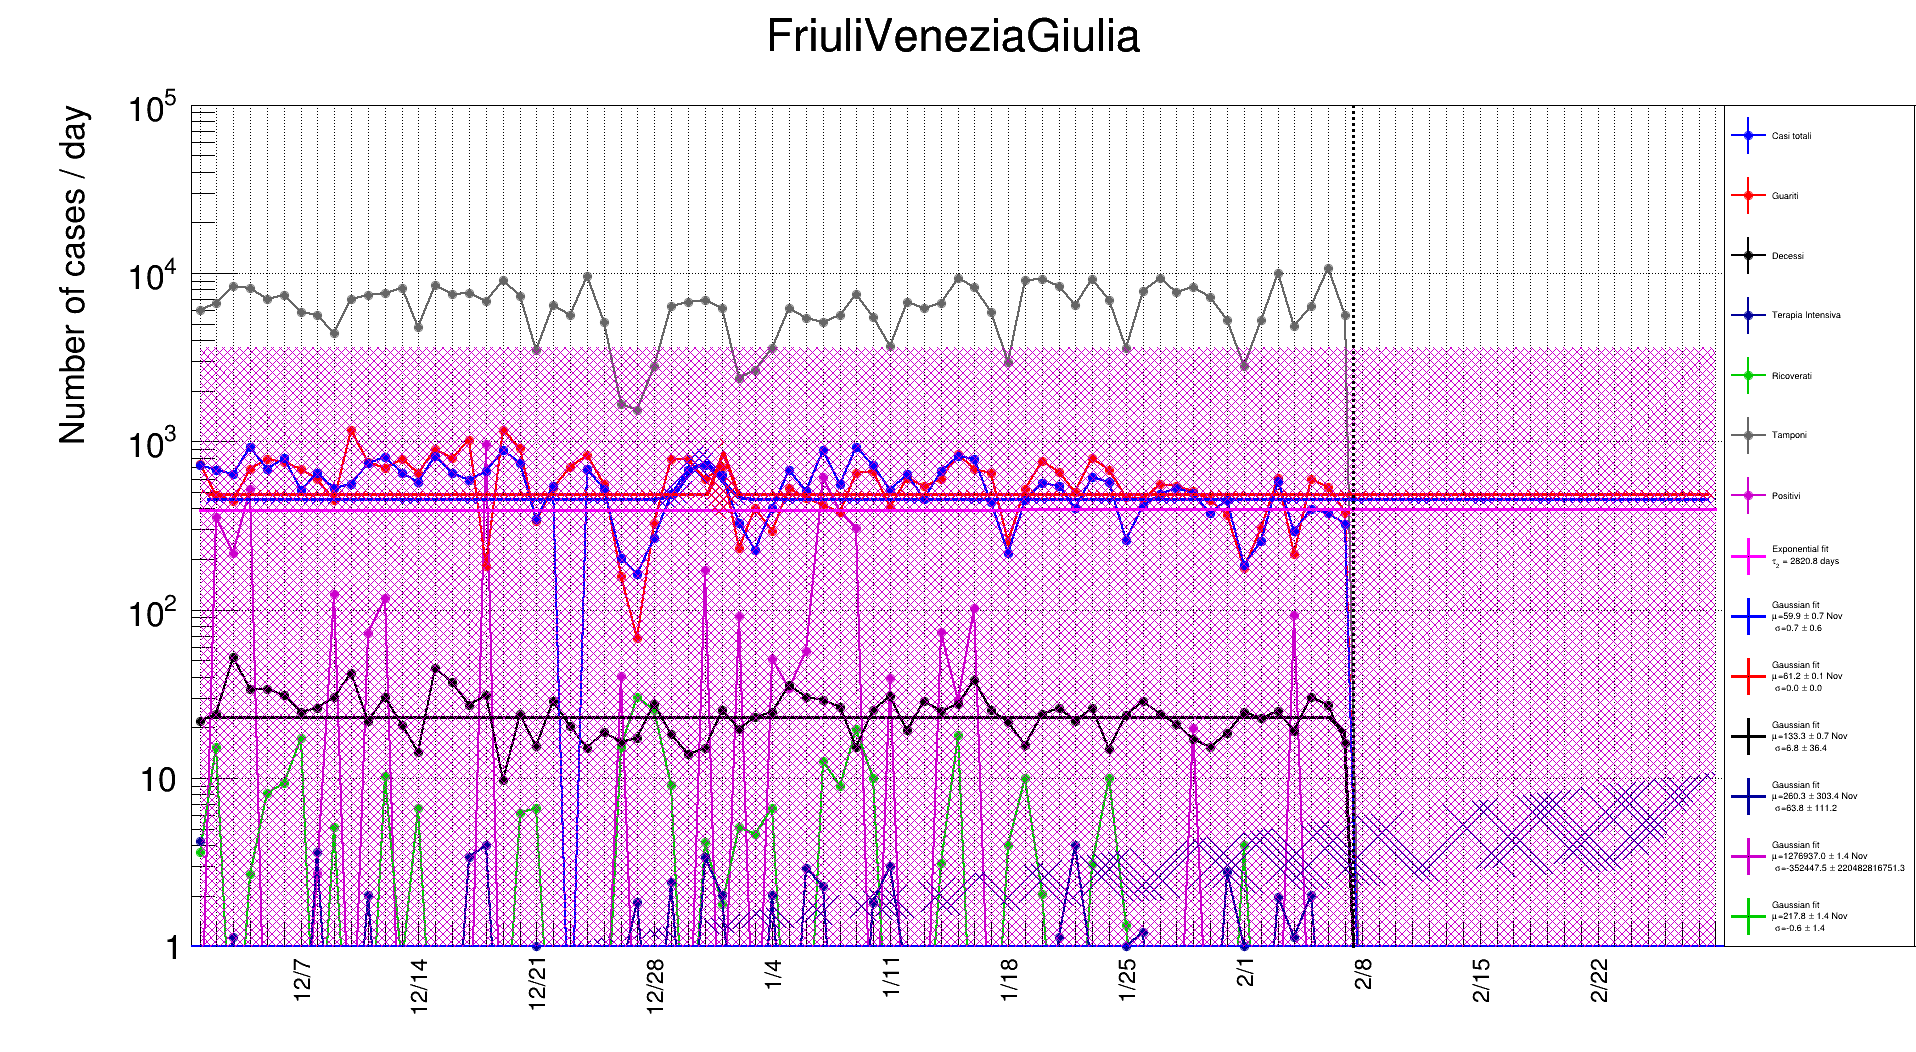 FriuliVeneziaGiulia
Number of cases / day
10^5
10^4
10^3
10^2
10
1
12/7
12/14
12/21
12/28
1/4
1/11
1/18
1/25
2/1
2/8
2/15
2/22
Casi totali
Guariti
Decessi
Terapia Intensiva
Ricoverati
Tamponi
Positivi
Exponential fit
τ₂ = 2820.8 days
Gaussian fit
μ=59.9 ± 0.7 Nov
σ=0.7 ± 0.6
Gaussian fit
μ=61.2 ± 0.1 Nov
σ=0.0 ± 0.0
Gaussian fit
μ=133.3 ± 0.7 Nov
σ=6.8 ± 36.4
Gaussian fit
μ=260.3 ± 303.4 Nov
σ=63.8 ± 111.2
Gaussian fit
μ=1276937.0 ± 1.4 Nov
σ=-352447.5 ± 220482816751.3
Gaussian fit
μ=217.8 ± 1.4 Nov
σ=-0.6 ± 1.4